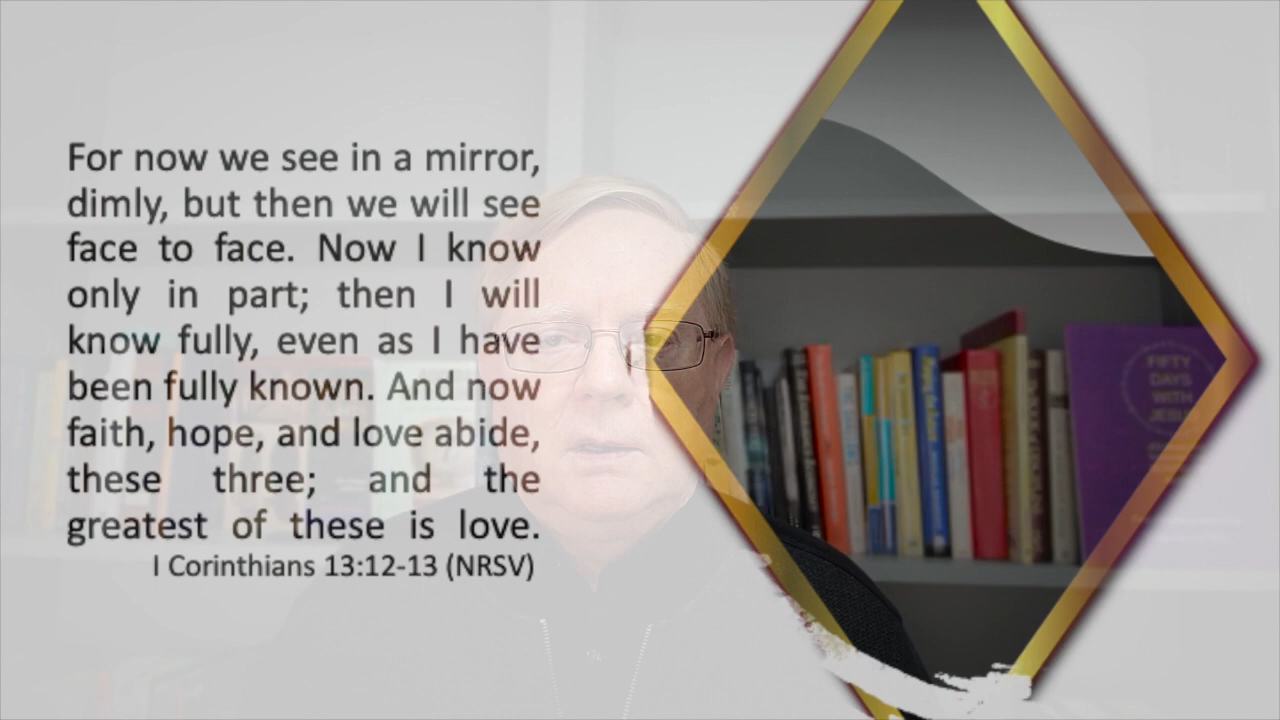 For now we see in a mirror,
dimly, but then we will see
face to face. Now I know
only in part; then I will
know fully, even as I have
been fully known. And now
faith, hope, and love abide,
these three; and the
greatest of these is love.
I Corinthians 13:12-13 (NRSV)
FIFTY
DAYS
WITH
JESUS